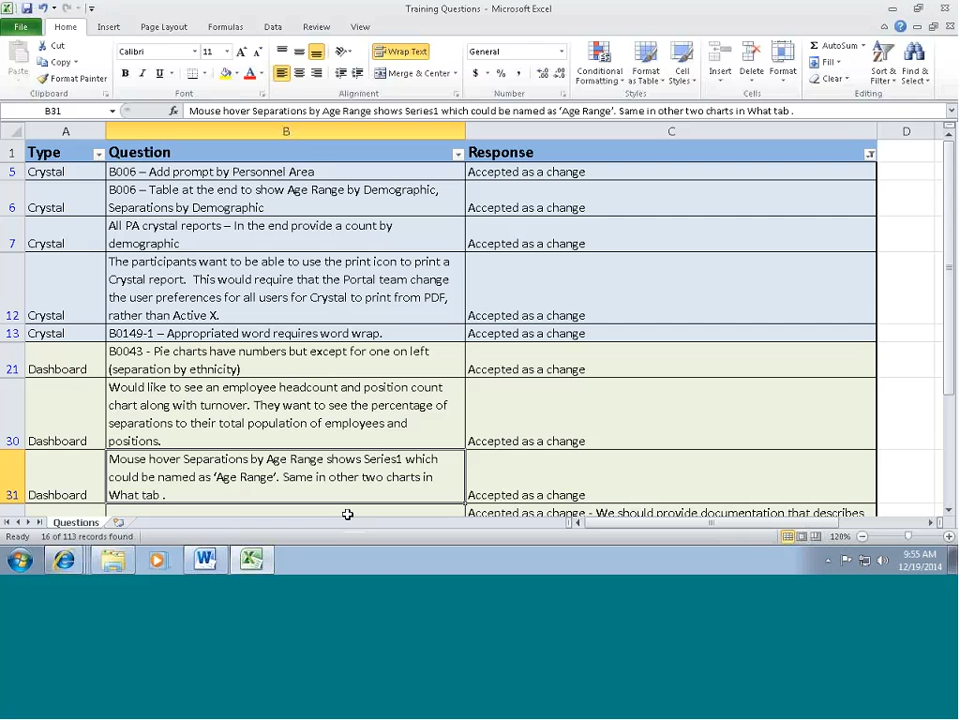 Training Questions - Microsoft Excel
File Home Insert Page Layout Formulas Data Review View
Cut
Copy
Format Painter
Paste
Clipboard
Calibri 11
B I U
Font
Wrap Text
Merge & Center
Alignment
General
$ % ,
Number
Conditional Formatting
Format as Table
Cell Styles
Styles
Insert Delete Format
Cells
AutoSum
Fill
Clear
Sort & Filter
Find & Select
Editing
B31 fx Mouse hover Separations by Age Range shows Series1 which could be named as 'Age Range'. Same in other two charts in What tab .
A B C D
1 Type Question Response
5 Crystal B006 – Add prompt by Personnel Area Accepted as a change
B006 – Table at the end to show Age Range by Demographic,
6 Crystal Separations by Demographic Accepted as a change
All PA crystal reports – In the end provide a count by
7 Crystal demographic Accepted as a change
The participants want to be able to use the print icon to print a
Crystal report. This would require that the Portal team change
the user preferences for all users for Crystal to print from PDF,
12 Crystal rather than Active X. Accepted as a change
13 Crystal B0149-1 – Appropriated word requires word wrap. Accepted as a change
B0043 - Pie charts have numbers but except for one on left
21 Dashboard (separation by ethnicity) Accepted as a change
Would like to see an employee headcount and position count
chart along with turnover. They want to see the percentage of
separations to their total population of employees and
30 Dashboard positions. Accepted as a change
Mouse hover Separations by Age Range shows Series1 which
could be named as 'Age Range'. Same in other two charts in
31 Dashboard What tab . Accepted as a change
Accepted as a change - We should provide documentation that describes
Questions
Ready 16 of 113 records found 120%
9:55 AM
12/19/2014